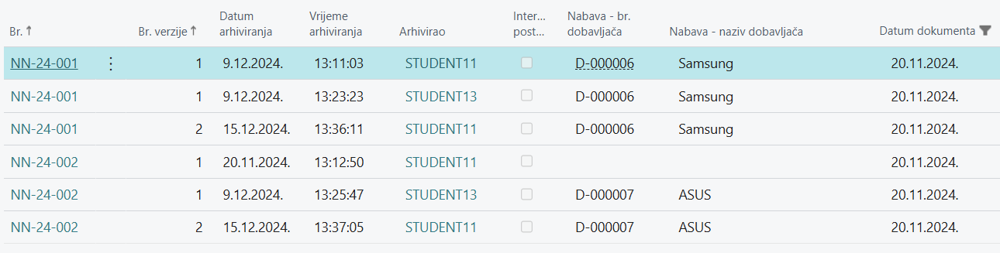 Br. ↑ Br. verzije ↑ Datum arhiviranja Vrijeme arhiviranja Arhivirao Inter... post... Nabava - br. dobavljača Nabava - naziv dobavljača Datum dokumenta
NN-24-001 1 9.12.2024. 13:11:03 STUDENT11 D-000006 Samsung 20.11.2024.
NN-24-001 1 9.12.2024. 13:23:23 STUDENT13 D-000006 Samsung 20.11.2024.
NN-24-001 2 15.12.2024. 13:36:11 STUDENT11 D-000006 Samsung 20.11.2024.
NN-24-002 1 20.11.2024. 13:12:50 STUDENT11 20.11.2024.
NN-24-002 1 9.12.2024. 13:25:47 STUDENT13 D-000007 ASUS 20.11.2024.
NN-24-002 2 15.12.2024. 13:37:05 STUDENT11 D-000007 ASUS 20.11.2024.